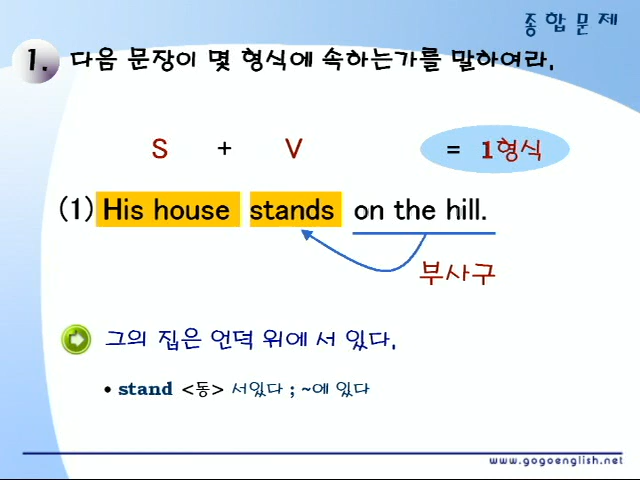 종합문제
1. 다음 문장이 몇 형식에 속하는가를 말하여라.
S + V = 1형식
(1) His house stands on the hill.
부사구
그의 집은 언덕 위에 서 있다.
• stand <동> 서있다 ; ~에 있다
www.gogoenglish.net